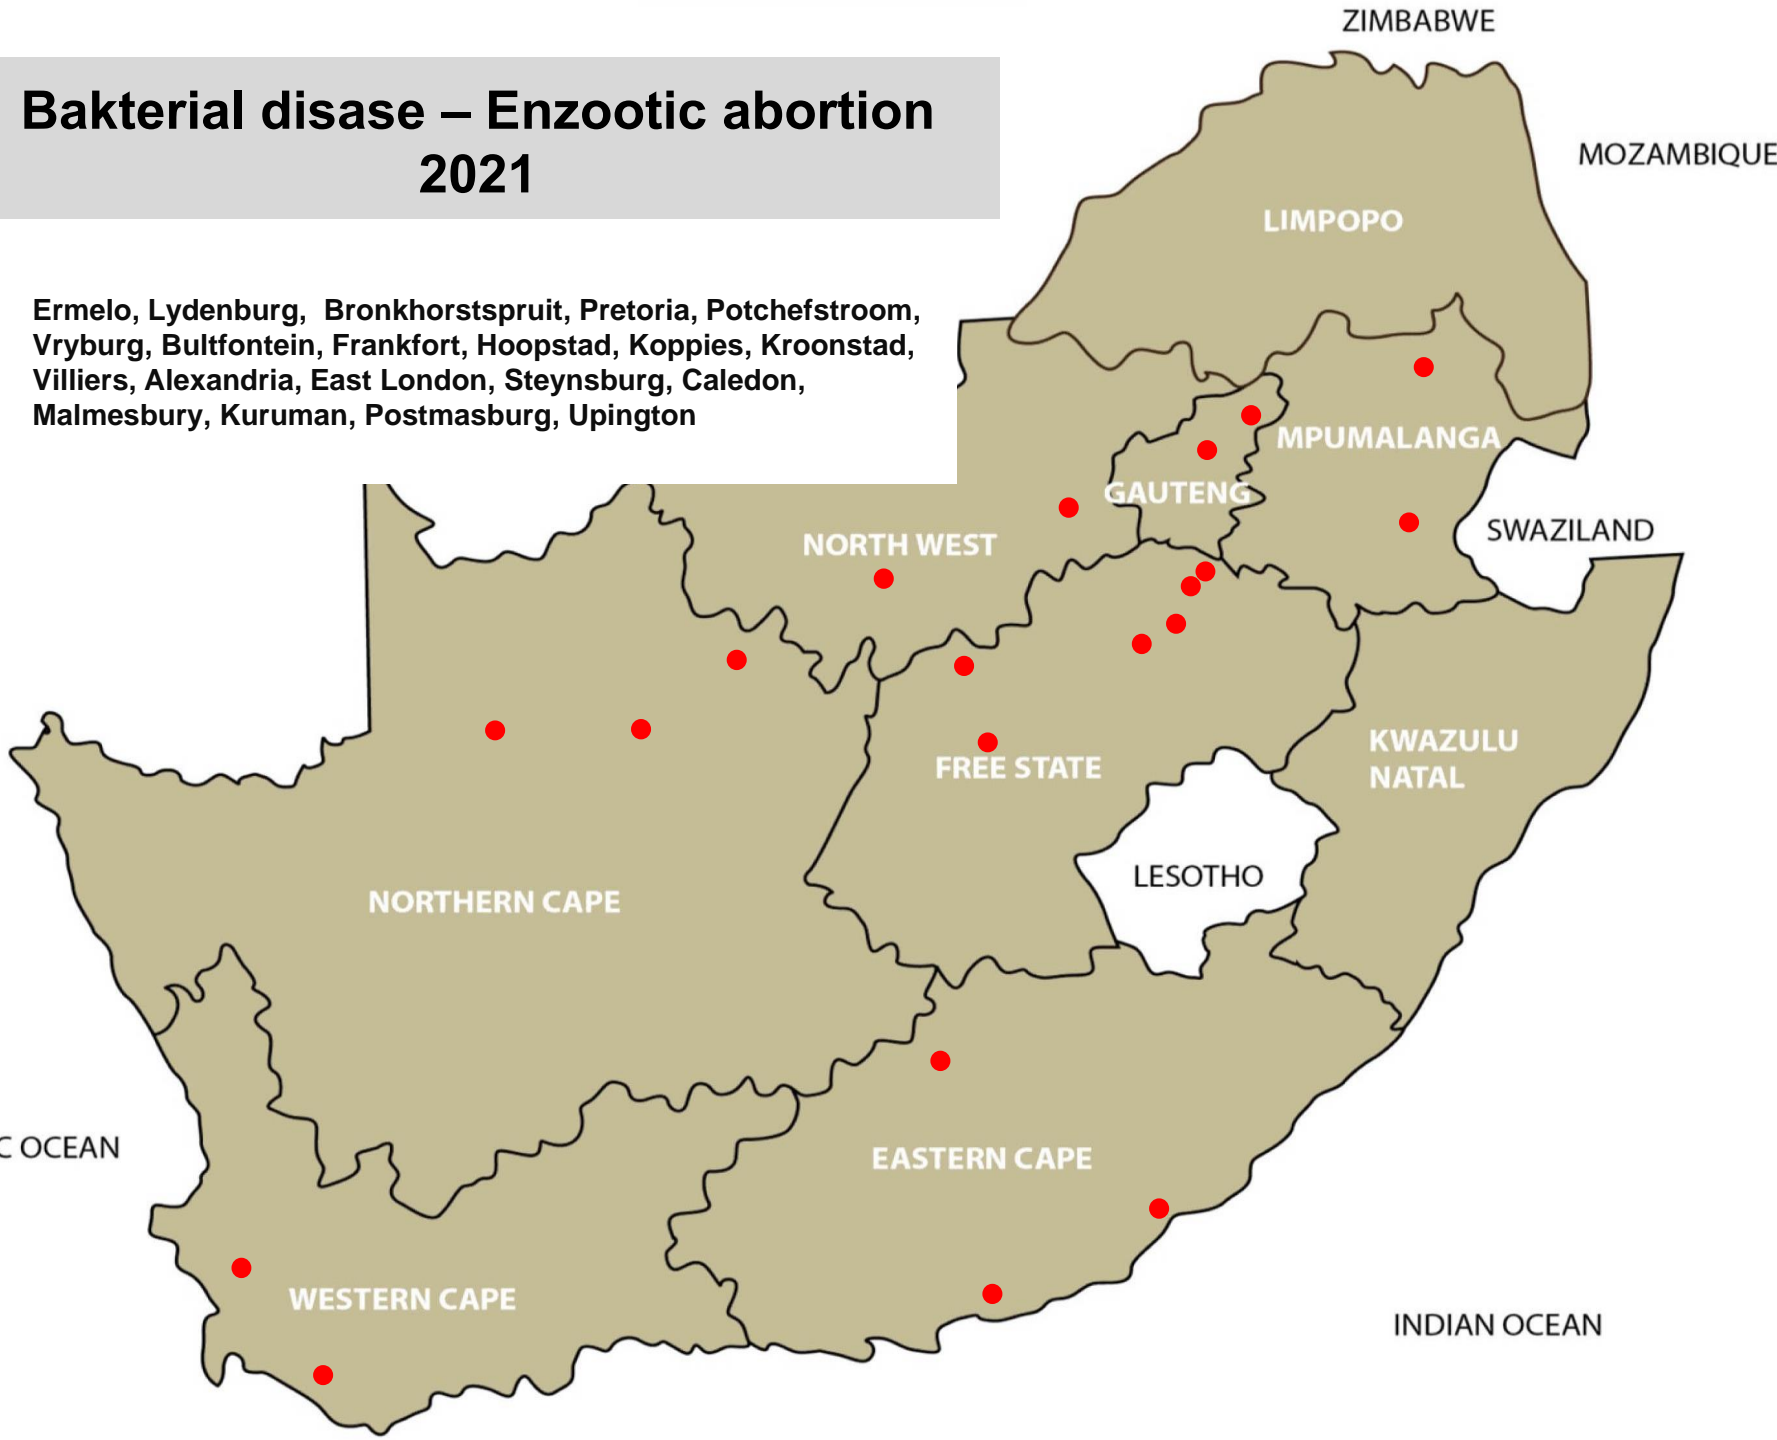 ZIMBABWE
Bakterial disase – Enzootic abortion
2021
MOZAMBIQUE
LIMPOPO
Ermelo, Lydenburg, Bronkhorstspruit, Pretoria, Potchefstroom,
Vryburg, Bultfontein, Frankfort, Hoopstad, Koppies, Kroonstad,
Villiers, Alexandria, East London, Steynsburg, Caledon,
Malmesbury, Kuruman, Postmasburg, Upington
MPUMALANGA
GAUTENG
SWAZILAND
NORTH WEST
KWAZULU
NATAL
FREE STATE
LESOTHO
NORTHERN CAPE
C OCEAN
EASTERN CAPE
WESTERN CAPE
INDIAN OCEAN